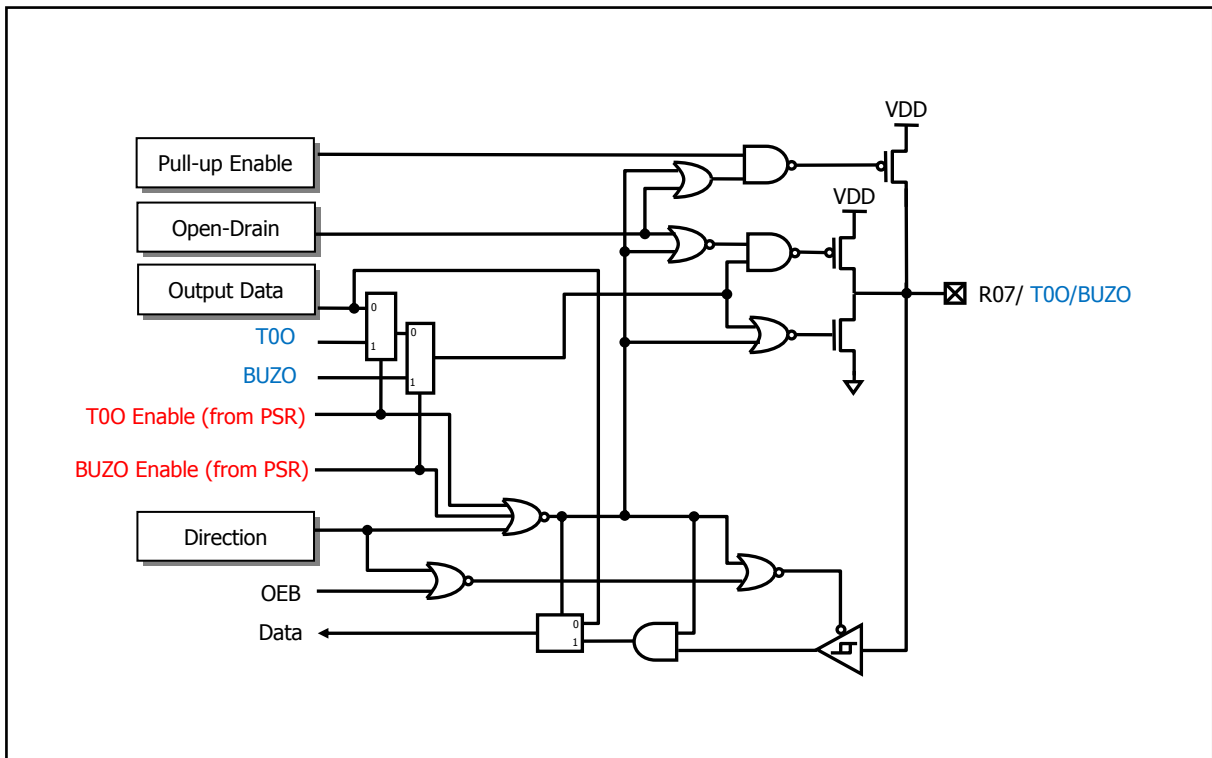 VDD
Pull-up Enable
VDD
Open-Drain
Output Data
0
1
0
1
T0O
BUZO
R07/ T0O/BUZO
T0O Enable (from PSR)
BUZO Enable (from PSR)
Direction
OEB
Data
0
1